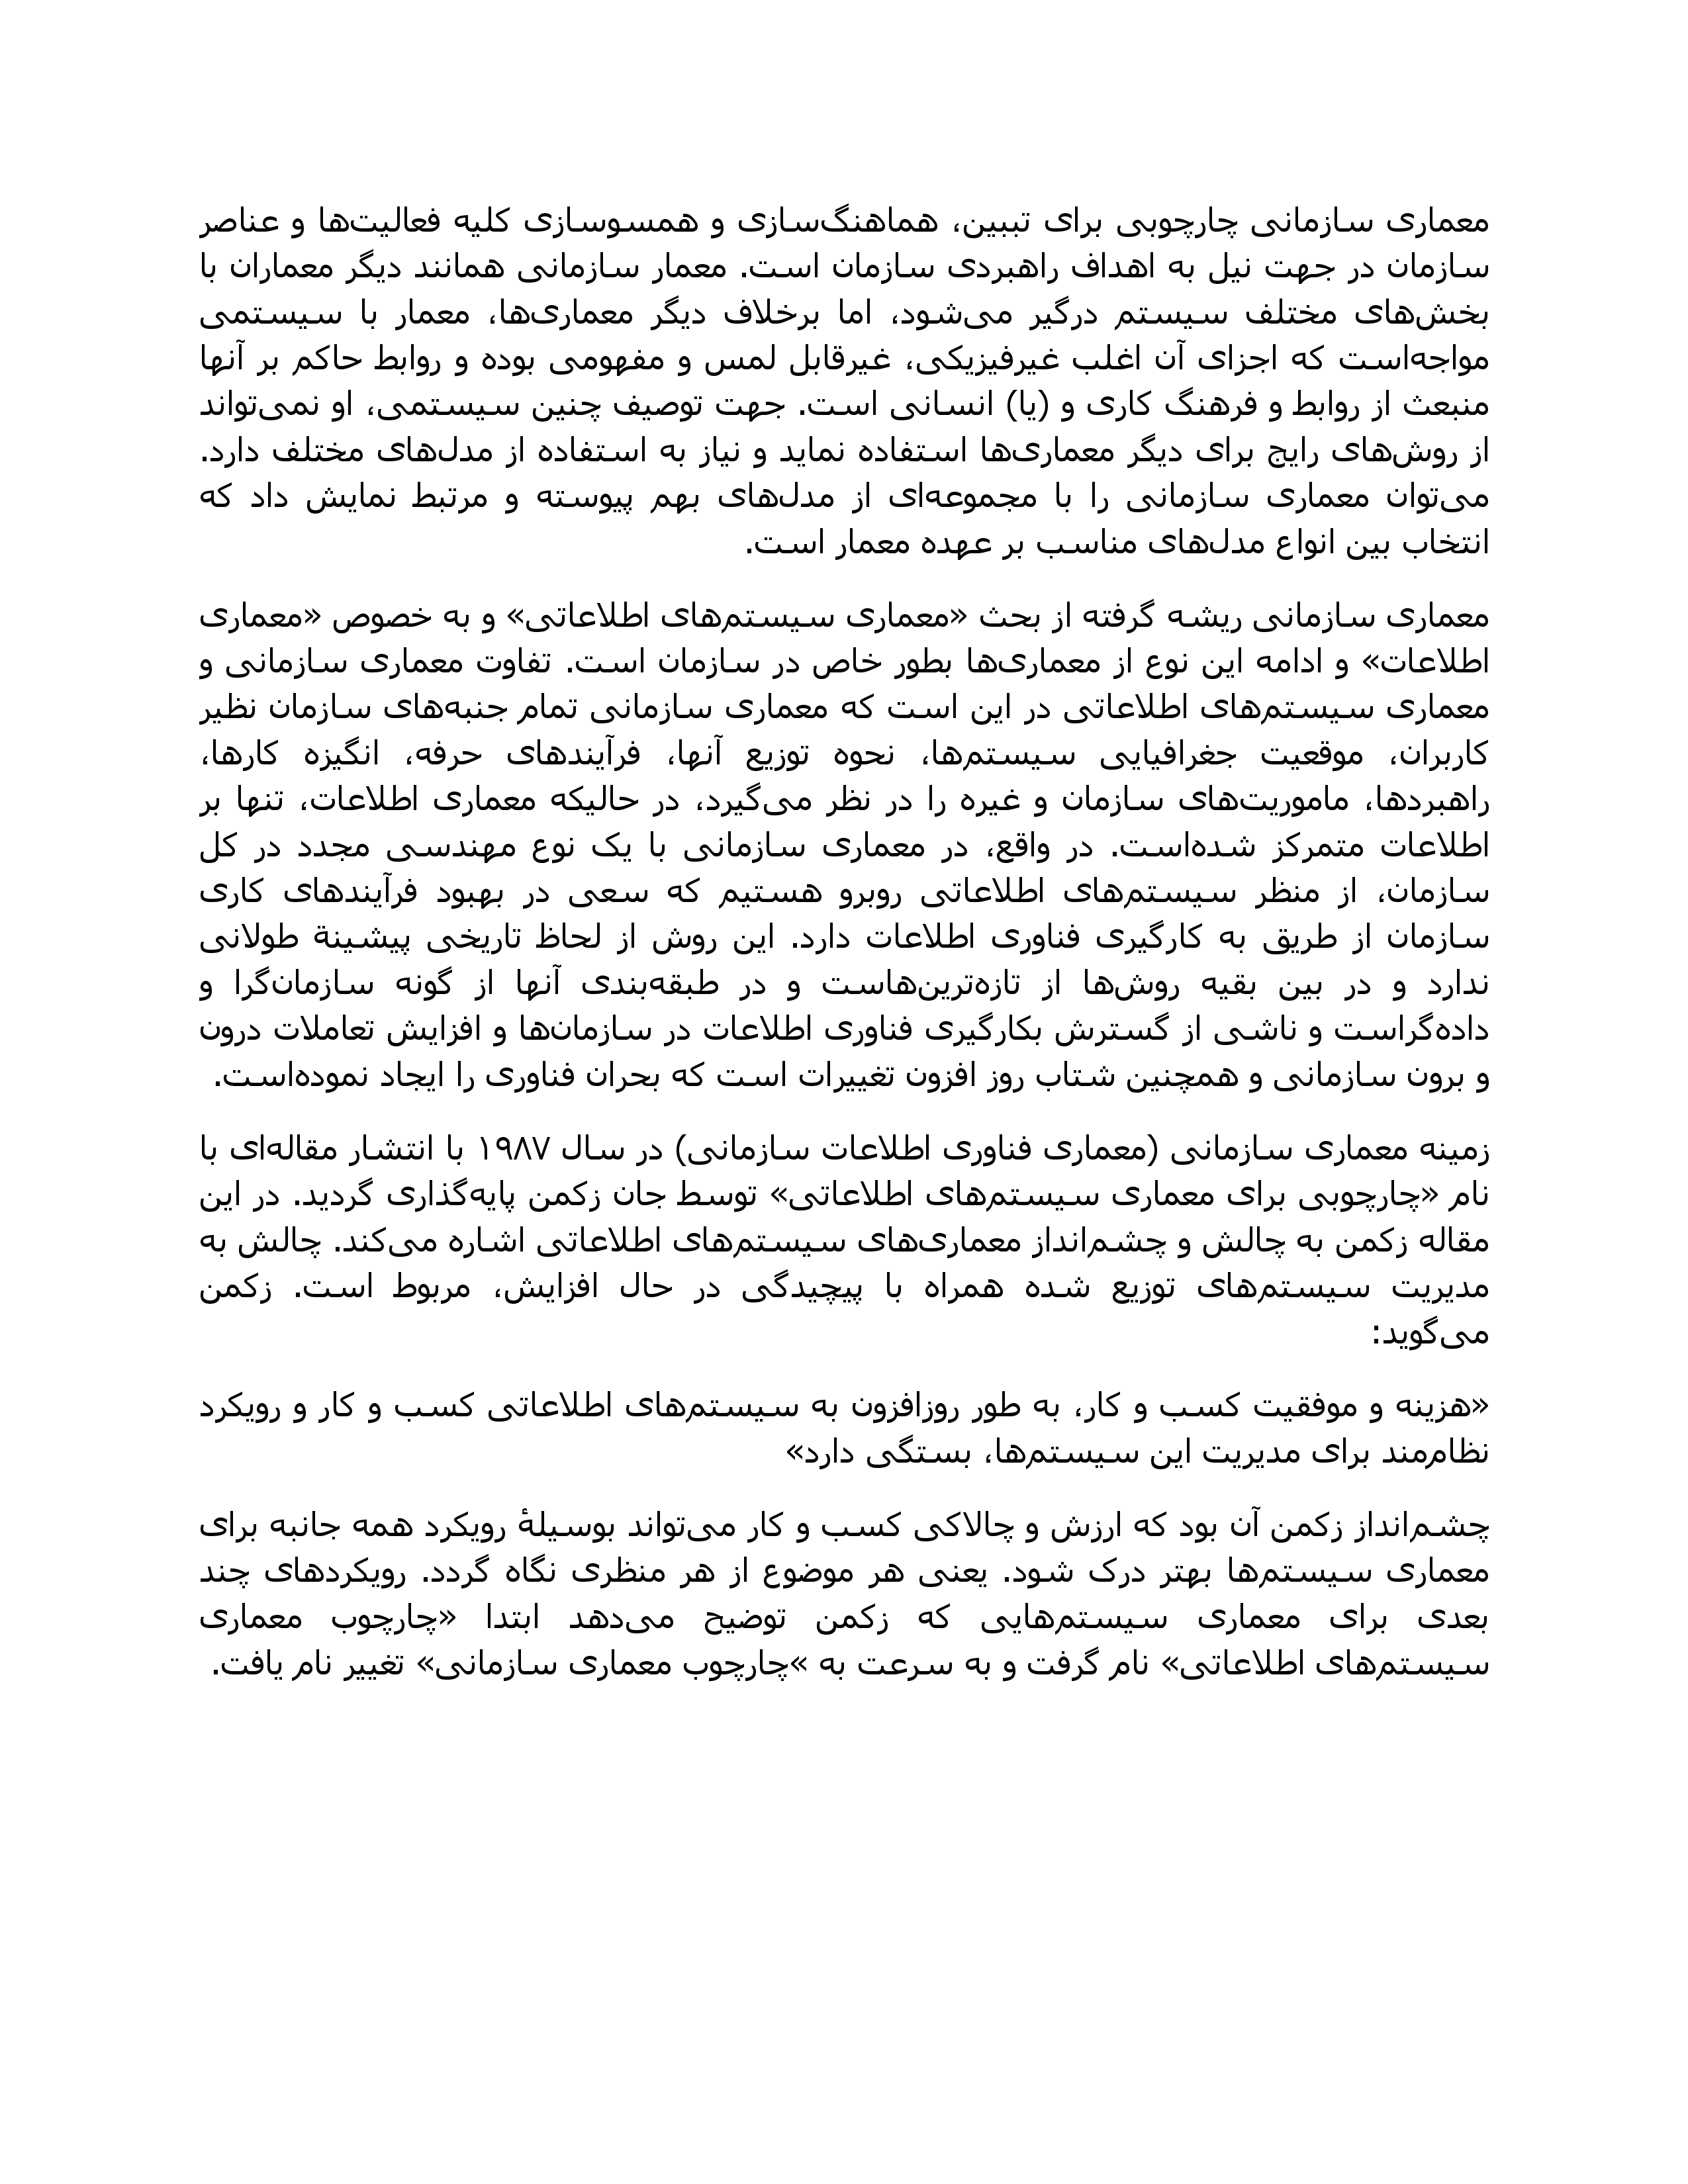 معماری سازمانی چارچوبی برای تببین، هماهنگ‌سازی و همسوسازی کلیه فعالیت‌ها و عناصر
سازمان در جهت نیل به اهداف راهبردی سازمان است. معمار سازمانی همانند دیگر معماران با
بخش‌های مختلف سیستم درگیر می‌شود، اما برخلاف دیگر معماری‌ها، معمار با سیستمی
مواجه‌است که اجزای آن اغلب غیرفیزیکی، غیرقابل لمس و مفهومی بوده و روابط حاکم بر آنها
منبعث از روابط و فرهنگ کاری و (یا) انسانی است. جهت توصیف چنین سیستمی، او نمی‌تواند
از روش‌های رایج برای دیگر معماری‌ها استفاده نماید و نیاز به استفاده از مدل‌های مختلف دارد.
می‌توان معماری سازمانی را با مجموعه‌ای از مدل‌های بهم پیوسته و مرتبط نمایش داد که
انتخاب بین انواع مدل‌های مناسب بر عهده معمار است.
معماری سازمانی ریشه گرفته از بحث «معماری سیستم‌های اطلاعاتی» و به خصوص «معماری
اطلاعات» و ادامه این نوع از معماری‌ها بطور خاص در سازمان است. تفاوت معماری سازمانی و
معماری سیستم‌های اطلاعاتی در این است که معماری سازمانی تمام جنبه‌های سازمان نظیر
کاربران، موقعیت جغرافیایی سیستم‌ها، نحوه توزیع آنها، فرآیندهای حرفه، انگیزه کارها،
راهبردها، ماموریت‌های سازمان و غیره را در نظر می‌گیرد، در حالیکه معماری اطلاعات، تنها بر
اطلاعات متمرکز شده‌است. در واقع، در معماری سازمانی با یک نوع مهندسی مجدد در کل
سازمان، از منظر سیستم‌های اطلاعاتی روبرو هستیم که سعی در بهبود فرآیندهای کاری
سازمان از طریق به کارگیری فناوری اطلاعات دارد. این روش از لحاظ تاریخی پیشینة طولانی
ندارد و در بین بقیه روش‌ها از تازه‌ترین‌هاست و در طبقه‌بندی آنها از گونه سازمان‌گرا و
داده‌گراست و ناشی از گسترش بکارگیری فناوری اطلاعات در سازمان‌ها و افزایش تعاملات درون
و برون سازمانی و همچنین شتاب روز افزون تغییرات است که بحران فناوری را ایجاد نموده‌است.
زمینه معماری سازمانی (معماری فناوری اطلاعات سازمانی) در سال ۱۹۸۷ با انتشار مقاله‌ای با
نام «چارچوبی برای معماری سیستم‌های اطلاعاتی» توسط جان زکمن پایه‌گذاری گردید. در این
مقاله زکمن به چالش و چشم‌انداز معماری‌های سیستم‌های اطلاعاتی اشاره می‌کند. چالش به
مدیریت سیستم‌های توزیع شده همراه با پیچیدگی در حال افزایش، مربوط است. زکمن
می‌گوید:
«هزینه و موفقیت کسب و کار، به طور روزافزون به سیستم‌های اطلاعاتی کسب و کار و رویکرد
نظام‌مند برای مدیریت این سیستم‌ها، بستگی دارد»
چشم‌انداز زکمن آن بود که ارزش و چالاکی کسب و کار می‌تواند بوسیلهٔ رویکرد همه جانبه برای
معماری سیستم‌ها بهتر درک شود. یعنی هر موضوع از هر منظری نگاه گردد. رویکردهای چند
بعدی برای معماری سیستم‌هایی که زکمن توضیح می‌دهد ابتدا «چارچوب معماری
سیستم‌های اطلاعاتی» نام گرفت و به سرعت به »چارچوب معماری سازمانی» تغییر نام یافت.